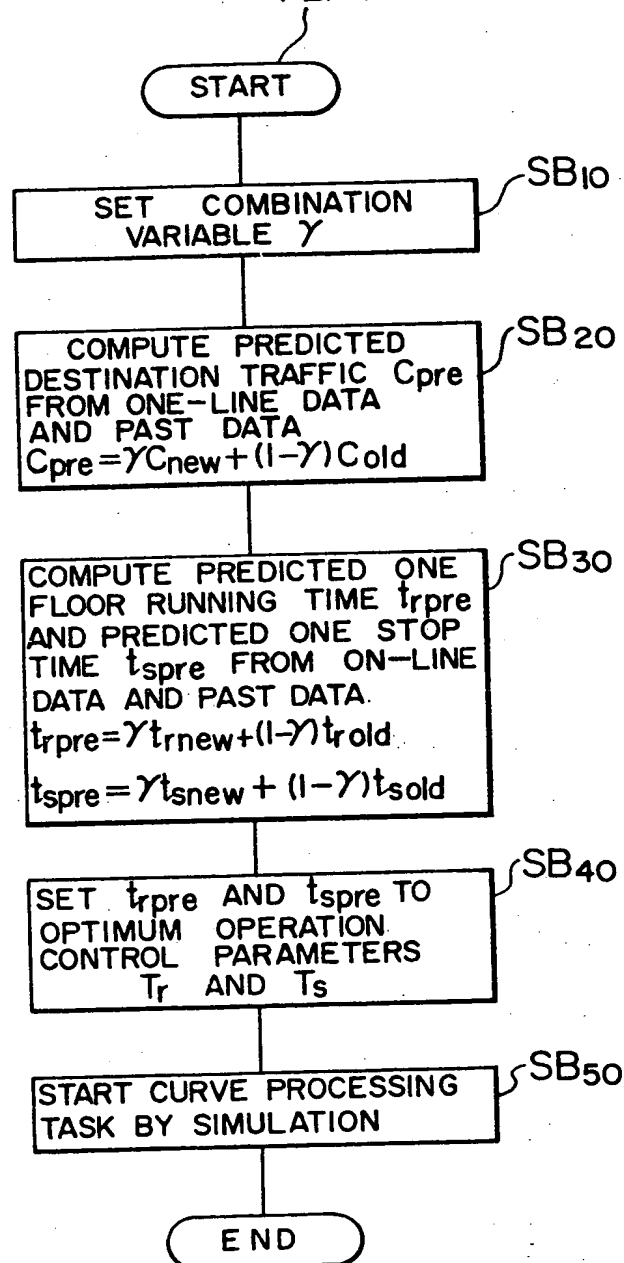 START
SB10
SET COMBINATION
VARIABLE γ
SB20
COMPUTE PREDICTED
DESTINATION TRAFFIC Cpre
FROM ONE-LINE DATA
AND PAST DATA
Cpre=γCnew+(1-γ)Cold
SB30
COMPUTE PREDICTED ONE
FLOOR RUNNING TIME trpre
AND PREDICTED ONE STOP
TIME tspre FROM ON-LINE
DATA AND PAST DATA.
trpre=γtrnew+(1-γ)trold
tspre=γtsnew+(1-γ)tsold
SB40
SET trpre AND tspre TO
OPTIMUM OPERATION
CONTROL PARAMETERS
Tr AND Ts
SB50
START CURVE PROCESSING
TASK BY SIMULATION
END